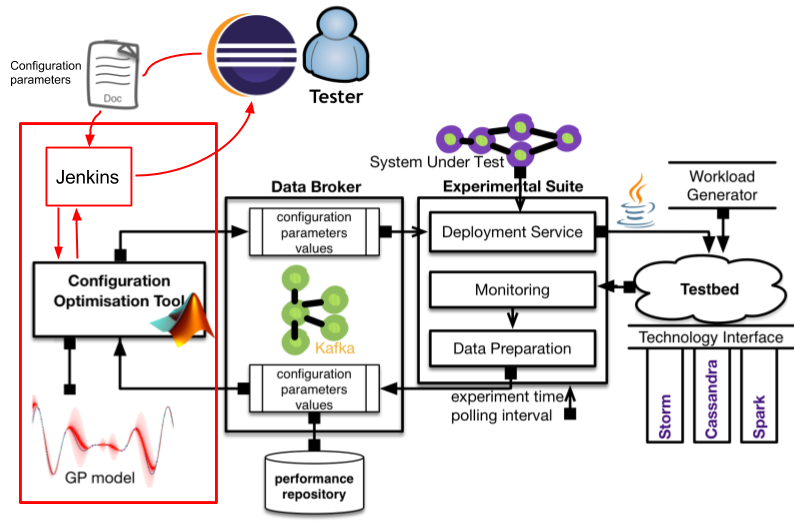 Configuration
parameters
Doc
Tester
Jenkins
System Under Test
Data Broker
Experimental Suite
Workload
Generator
configuration
parameters
values
Deployment Service
Configuration
Optimisation Tool
Monitoring
Testbed
Kafka
Data Preparation
Technology Interface
configuration
parameters
values
experiment time
polling interval
Storm
Cassandra
Spark
GP model
performance
repository